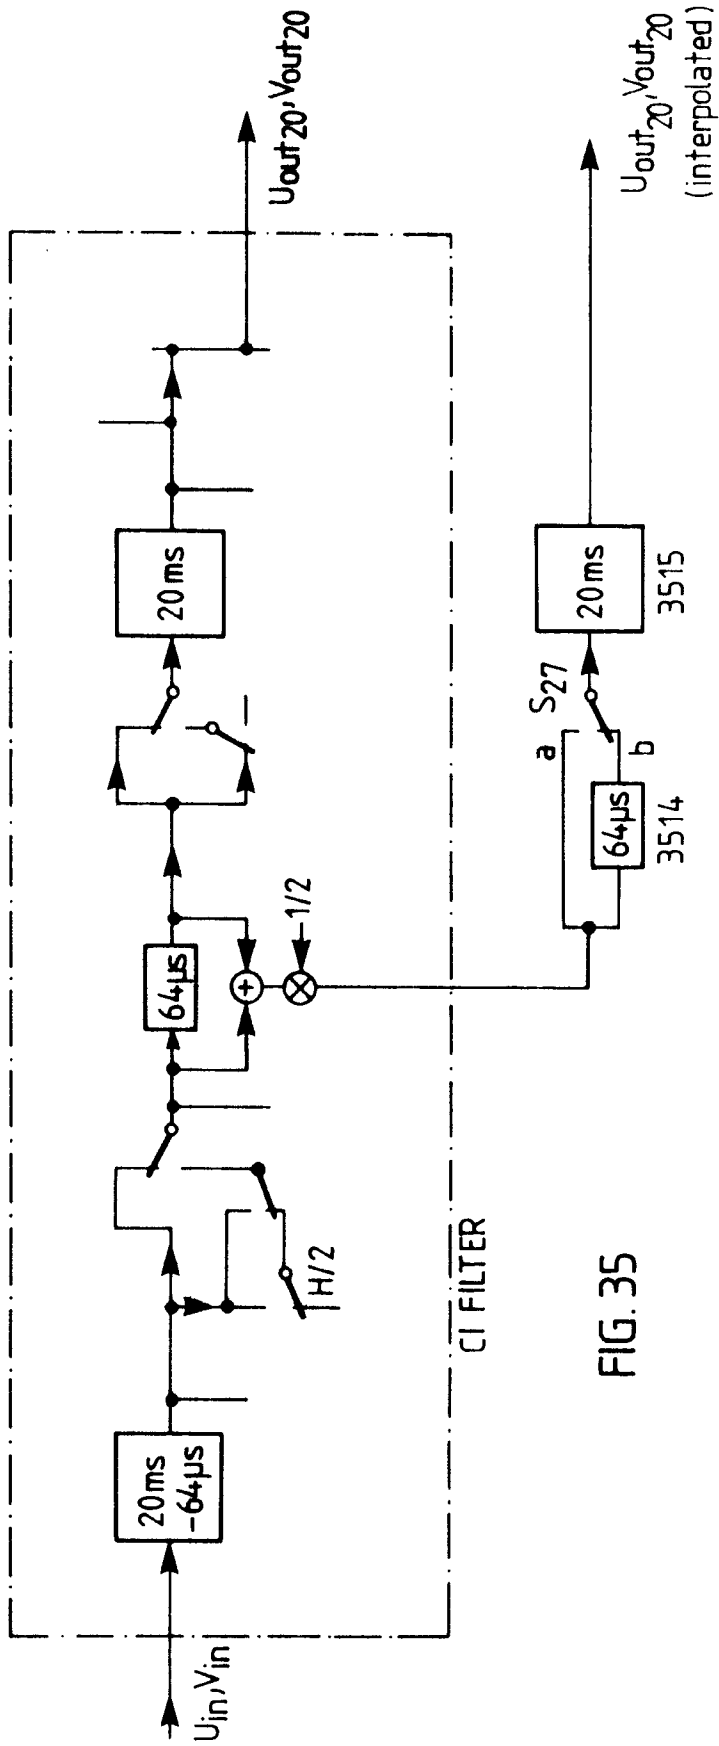 Uin,Vin
20ms
-64µs
H/2
64µs
+
1/2
20ms
Uout20,Vout20
CI FILTER
a
b
64µs
3514
S27
20ms
3515
Uout20,Vout20
(interpolated)
FIG. 35